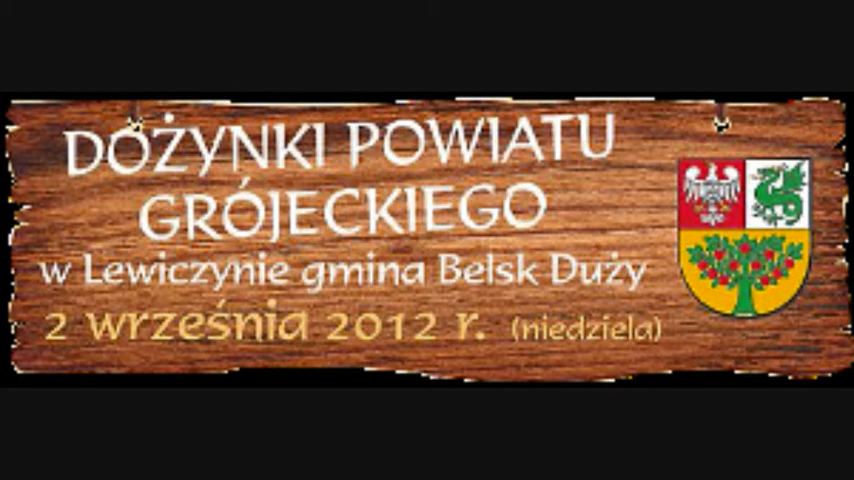 DOŻYNKI POWIATU
GRÓJECKIEGO
w Lewiczynie gmina Belsk Duży
2 września 2012 r. (niedziela)